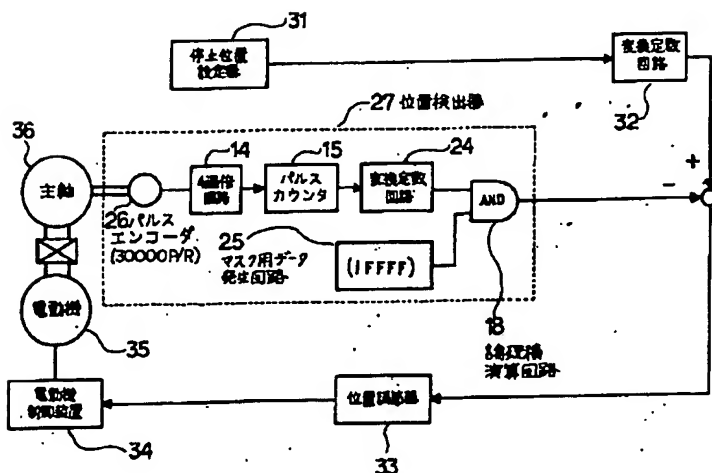 31
停止位置
設定器
変換定数
回路
32
27 位置検出器
36
主軸
26 パルス
エンコーダ
(30000P/R)
14
4逓倍
回路
15
パルス
カウンタ
24
変換定数
回路
AND
+
-
25
マスク用データ
発生回路
(1FFFF)
18
論理積
演算回路
電動機
35
電動機
制御装置
34
位置調節器
33